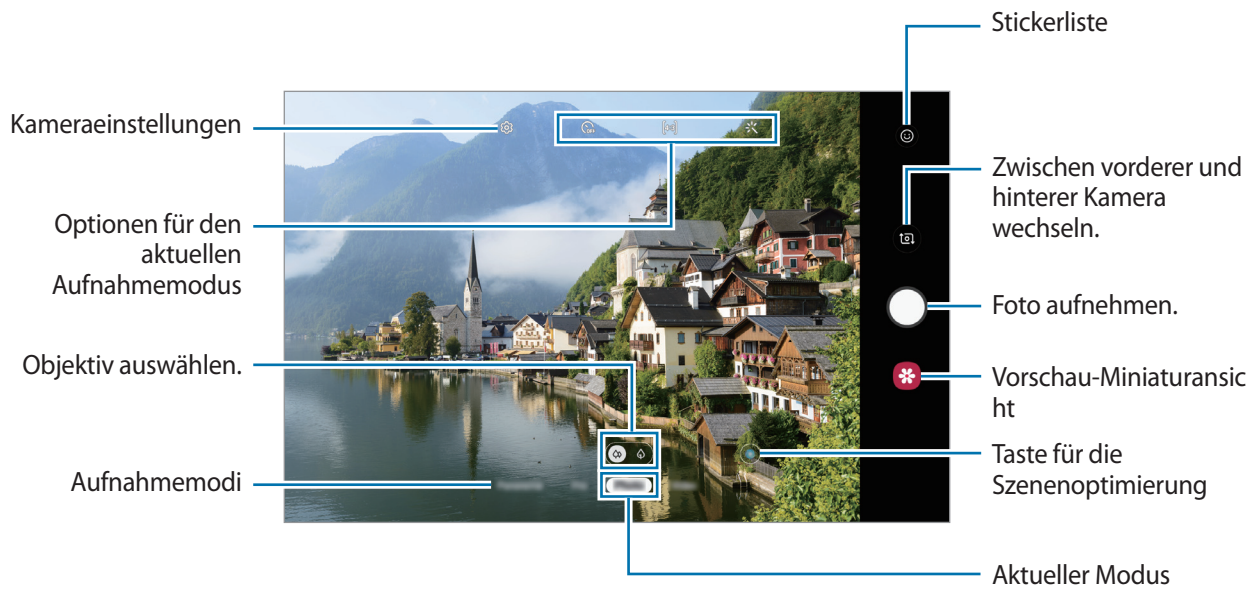 Stickerliste
Kameraeinstellungen
Zwischen vorderer und
hinterer Kamera
wechseln.
Optionen für den
aktuellen
Aufnahmemodus
Foto aufnehmen.
Objektiv auswählen.
Vorschau-Miniaturansic
ht
Taste für die
Szenenoptimierung
Aufnahmemodi
Aktueller Modus